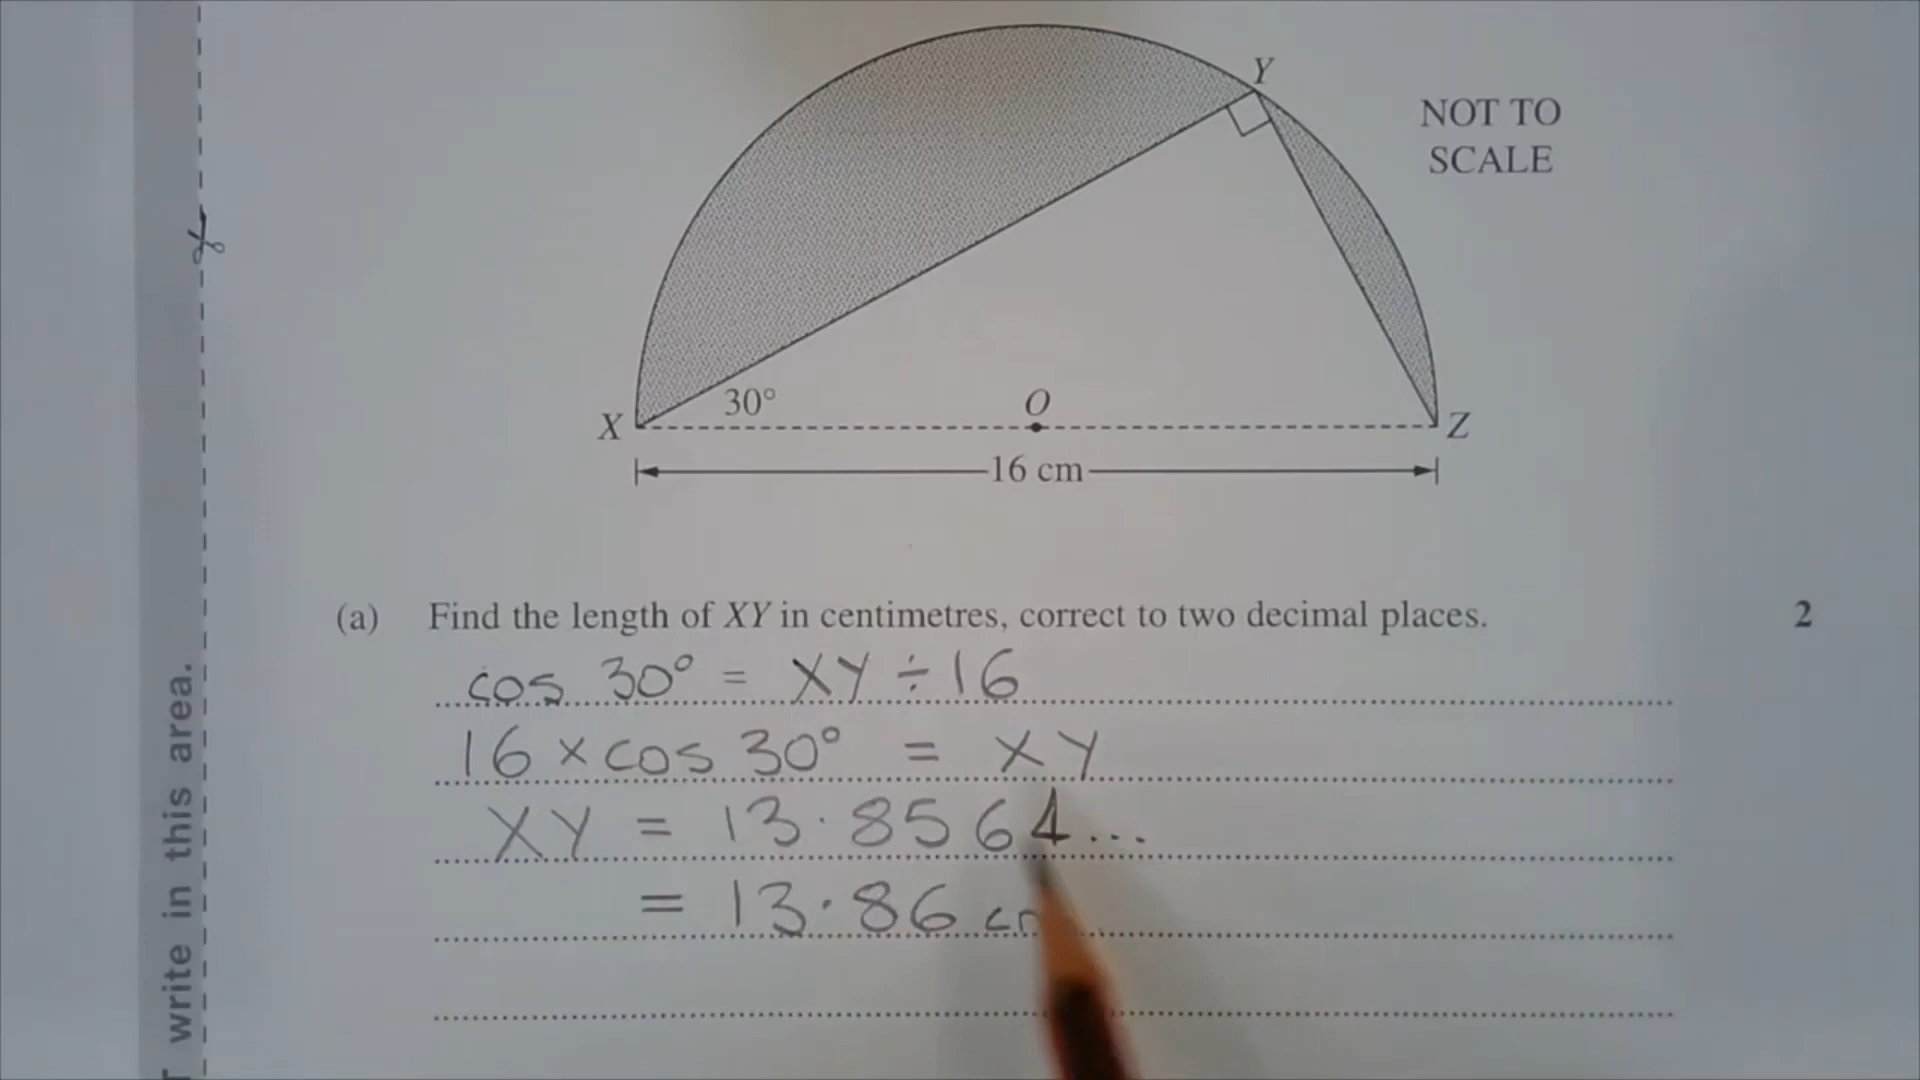 Y
NOT TO
SCALE
30°
O
X
Z
16 cm
(a) Find the length of XY in centimetres, correct to two decimal places. 2
cos 30° = XY ÷ 16
16 × cos 30° = XY
XY = 13.8564...
= 13.86
write in this area.